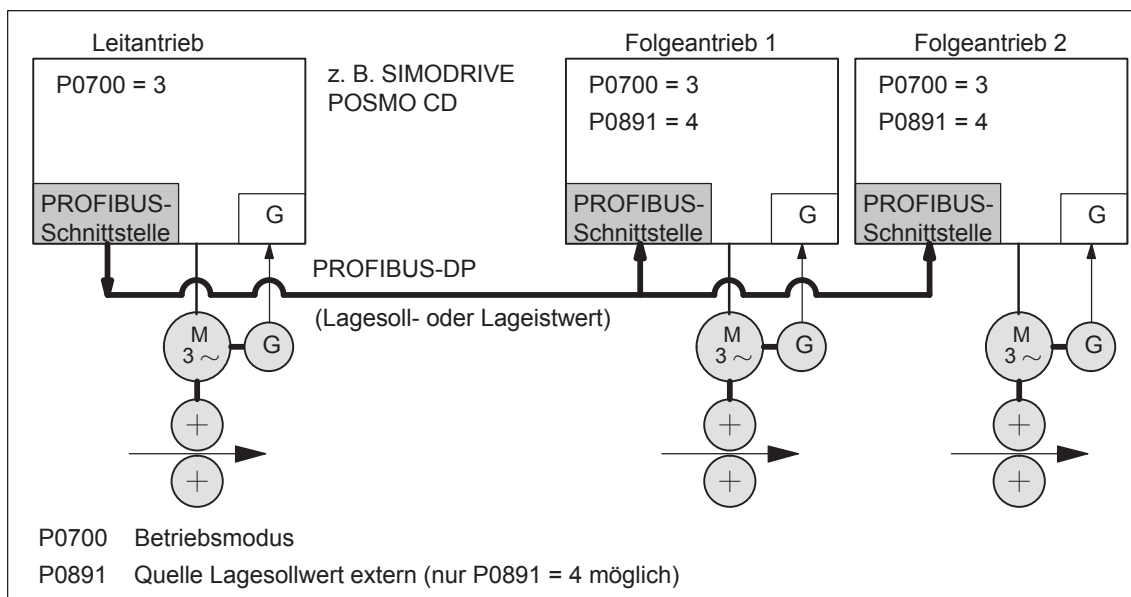 Leitantrieb
P0700 = 3
PROFIBUS-
Schnittstelle
G
z. B. SIMODRIVE
POSMO CD
Folgeantrieb 1
P0700 = 3
P0891 = 4
PROFIBUS-
Schnittstelle
G
Folgeantrieb 2
P0700 = 3
P0891 = 4
PROFIBUS-
Schnittstelle
G
PROFIBUS-DP
(Lagesoll- oder Lageistwert)
M
3 ~
G
+
+
M
3 ~
G
+
+
M
3 ~
G
+
+
P0700 Betriebsmodus
P0891 Quelle Lagesollwert extern (nur P0891 = 4 möglich)